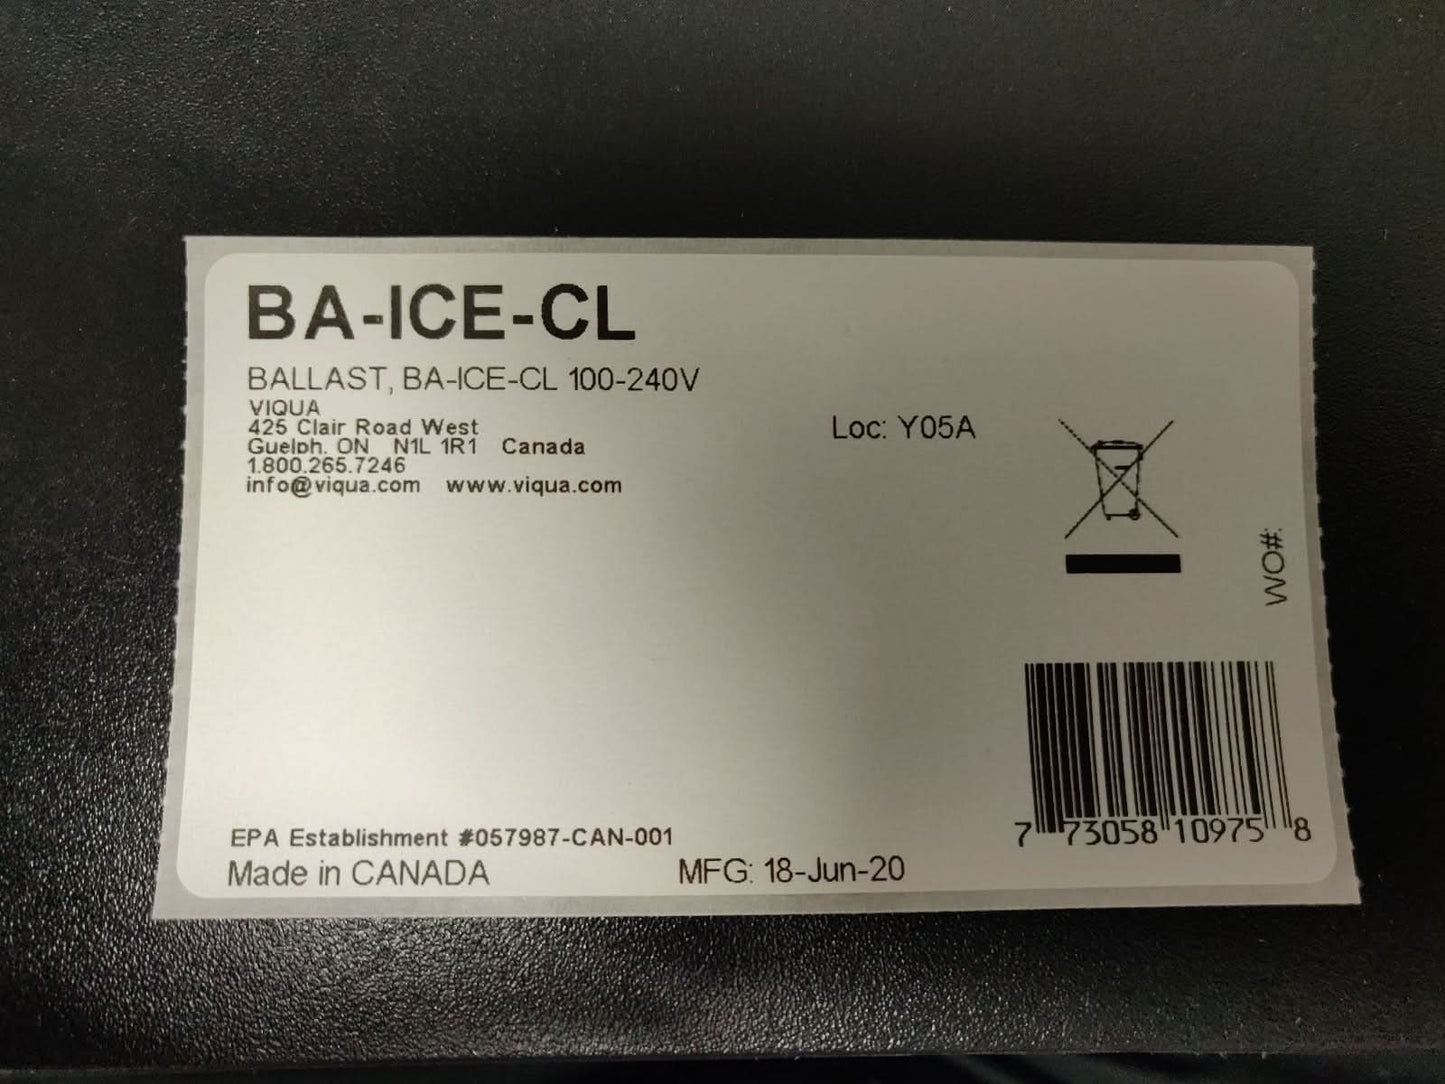 BA-ICE-CL
BALLAST, BA-ICE-CL 100-240V
VIQUA
425 Clair Road West
Guelph. ON N1L 1R1 Canada
1.800.265.7246
info@viqua.com www.viqua.com
Loc: Y05A
WO#:
7 73058 10975 8
EPA Establishment #057987-CAN-001
Made in CANADA MFG: 18-Jun-20